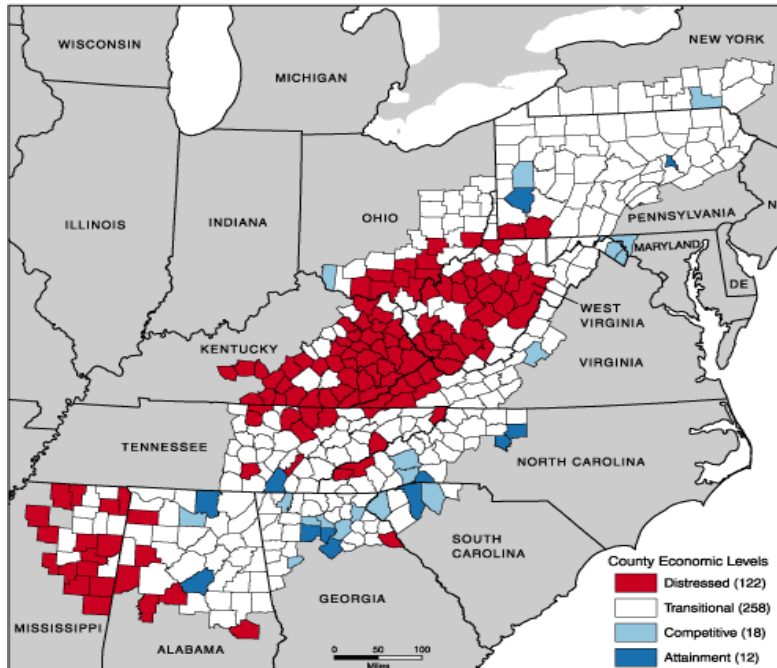 WISCONSIN
NEW YORK
MICHIGAN
ILLINOIS
INDIANA
OHIO
PENNSYLVANIA
N
MARYLAND
DE
WEST
VIRGINIA
KENTUCKY
VIRGINIA
TENNESSEE
NORTH CAROLINA
SOUTH
CAROLINA
GEORGIA
MISSISSIPPI
ALABAMA
0 50 100
Miles
County Economic Levels
Distressed (122)
Transitional (258)
Competitive (18)
Attainment (12)